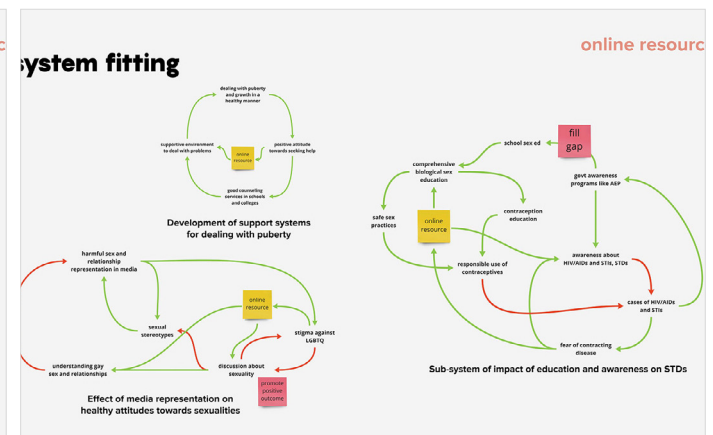 c
online resourc
system fitting
dealing with puberty
and growth in a
healthy manner
supportive environment
to deal with problems
online
resource
positive attitude
towards seeking help
good counseling
services in schools
and colleges
Development of support systems
for dealing with puberty
harmful sex and
relationship
representation in media
online
resource
sexual
stereotypes
stigma against
LGBTQ
understanding gay
sex and relationships
discussion about
sexuality
promote
positive
outcome
Effect of media representation on
healthy attitudes towards sexualities
fill
gap
school sex ed
comprehensive
biological sex
education
govt awareness
programs like AEP
safe sex
practices
online
resource
contraception
education
responsible use of
contraceptives
awareness about
HIV/AIDs and STIs, STDs
cases of HIV/AIDs
and STIs
fear of contracting
disease
Sub-system of impact of education and awareness on STDs